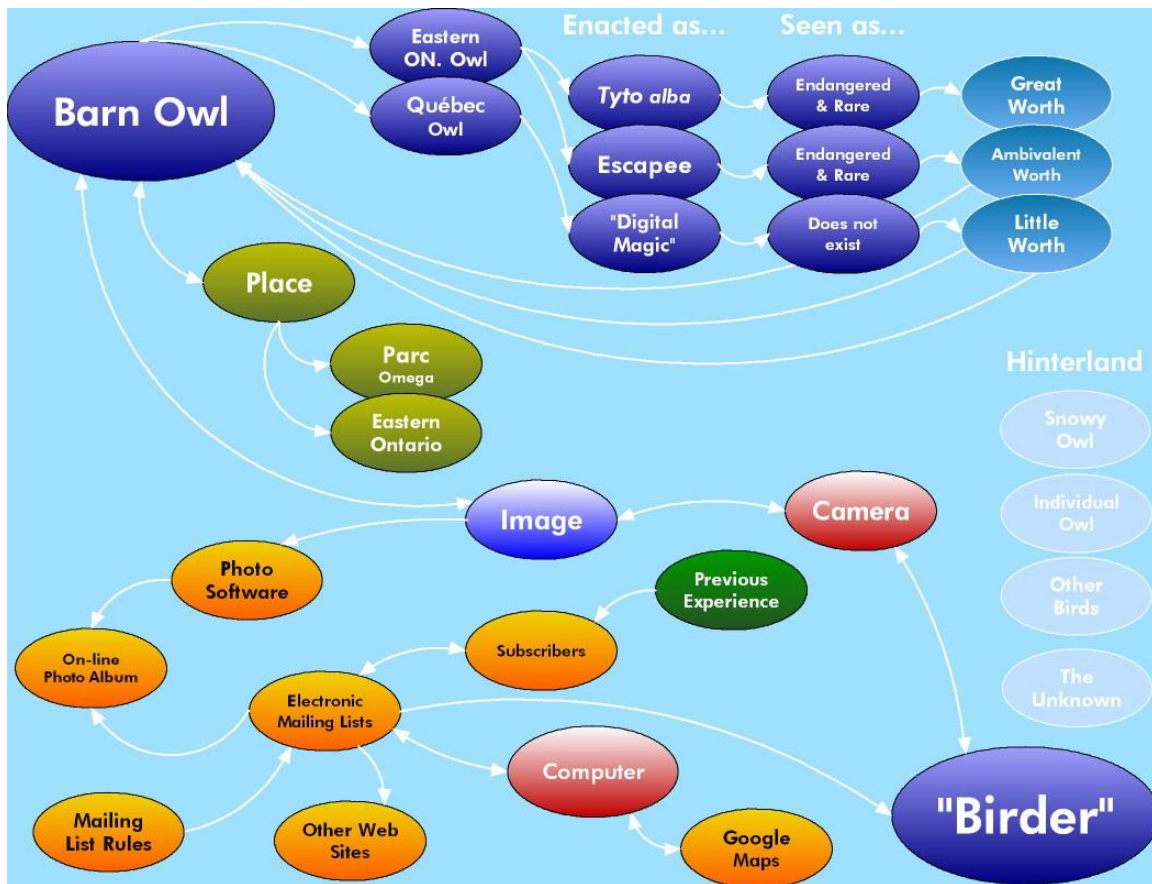 Barn Owl
Eastern
ON. Owl
Québec
Owl
Enacted as...
Seen as...
Tyto alba
Endangered
& Rare
Great
Worth
Escapee
Endangered
& Rare
Ambivalent
Worth
"Digital
Magic"
Does not
exist
Little
Worth
Place
Parc
Omega
Eastern
Ontario
Hinterland
Snowy
Owl
Individual
Owl
Other
Birds
The
Unknown
Image
Camera
Photo
Software
Previous
Experience
On-line
Photo Album
Subscribers
Electronic
Mailing Lists
Computer
Mailing
List Rules
Other Web
Sites
Google
Maps
"Birder"